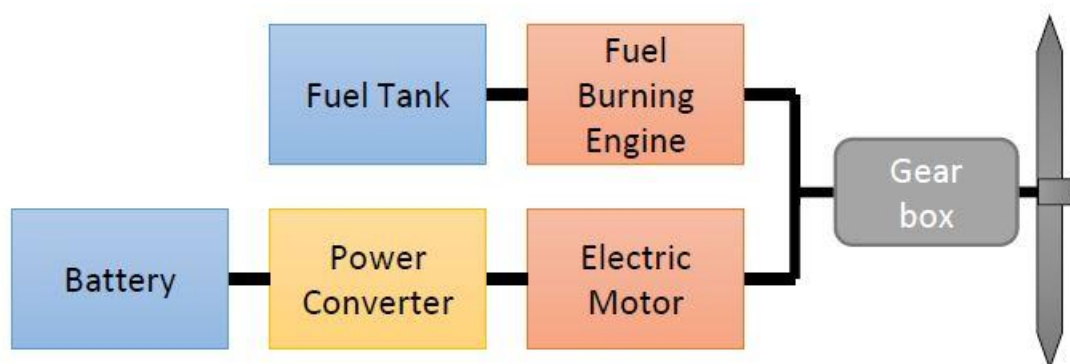 Fuel Tank
Fuel
Burning
Engine
Gear
box
Battery
Power
Converter
Electric
Motor